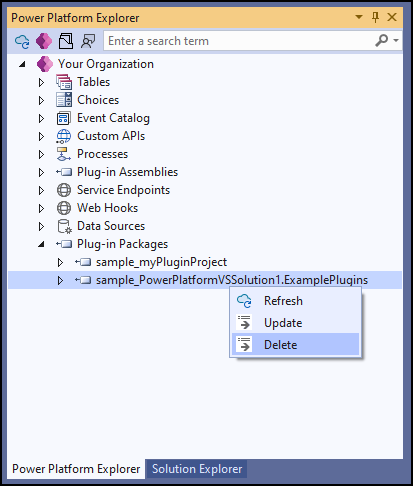 Power Platform Explorer
Enter a search term
Your Organization
Tables
Choices
Event Catalog
Custom APIs
Processes
Plug-in Assemblies
Service Endpoints
Web Hooks
Data Sources
Plug-in Packages
sample_myPluginProject
sample_PowerPlatformVSSolution1.ExamplePlugins
Refresh
Update
Delete
Power Platform Explorer
Solution Explorer